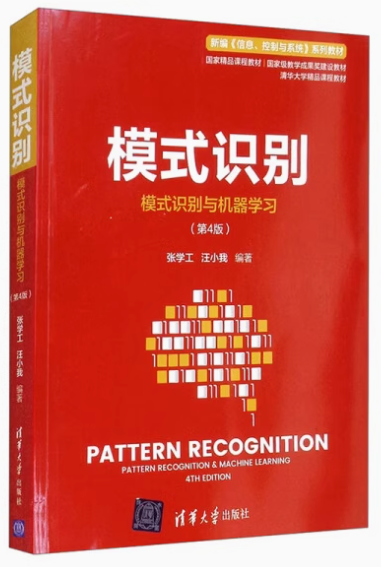 新编《信息、控制与系统》系列教材
国家精品课程教材 | 国家级教学成果奖建设教材
清华大学精品课程教材
模式识别
模式识别与机器学习
（第4版）
张学工 汪小我 编著
PATTERN RECOGNITION
PATTERN RECOGNITION & MACHINE LEARNING
4TH EDITION
清华大学出版社
模式识别
模式识别与机器学习
（第4版）
张学工 汪小我 编著
清华大学出版社